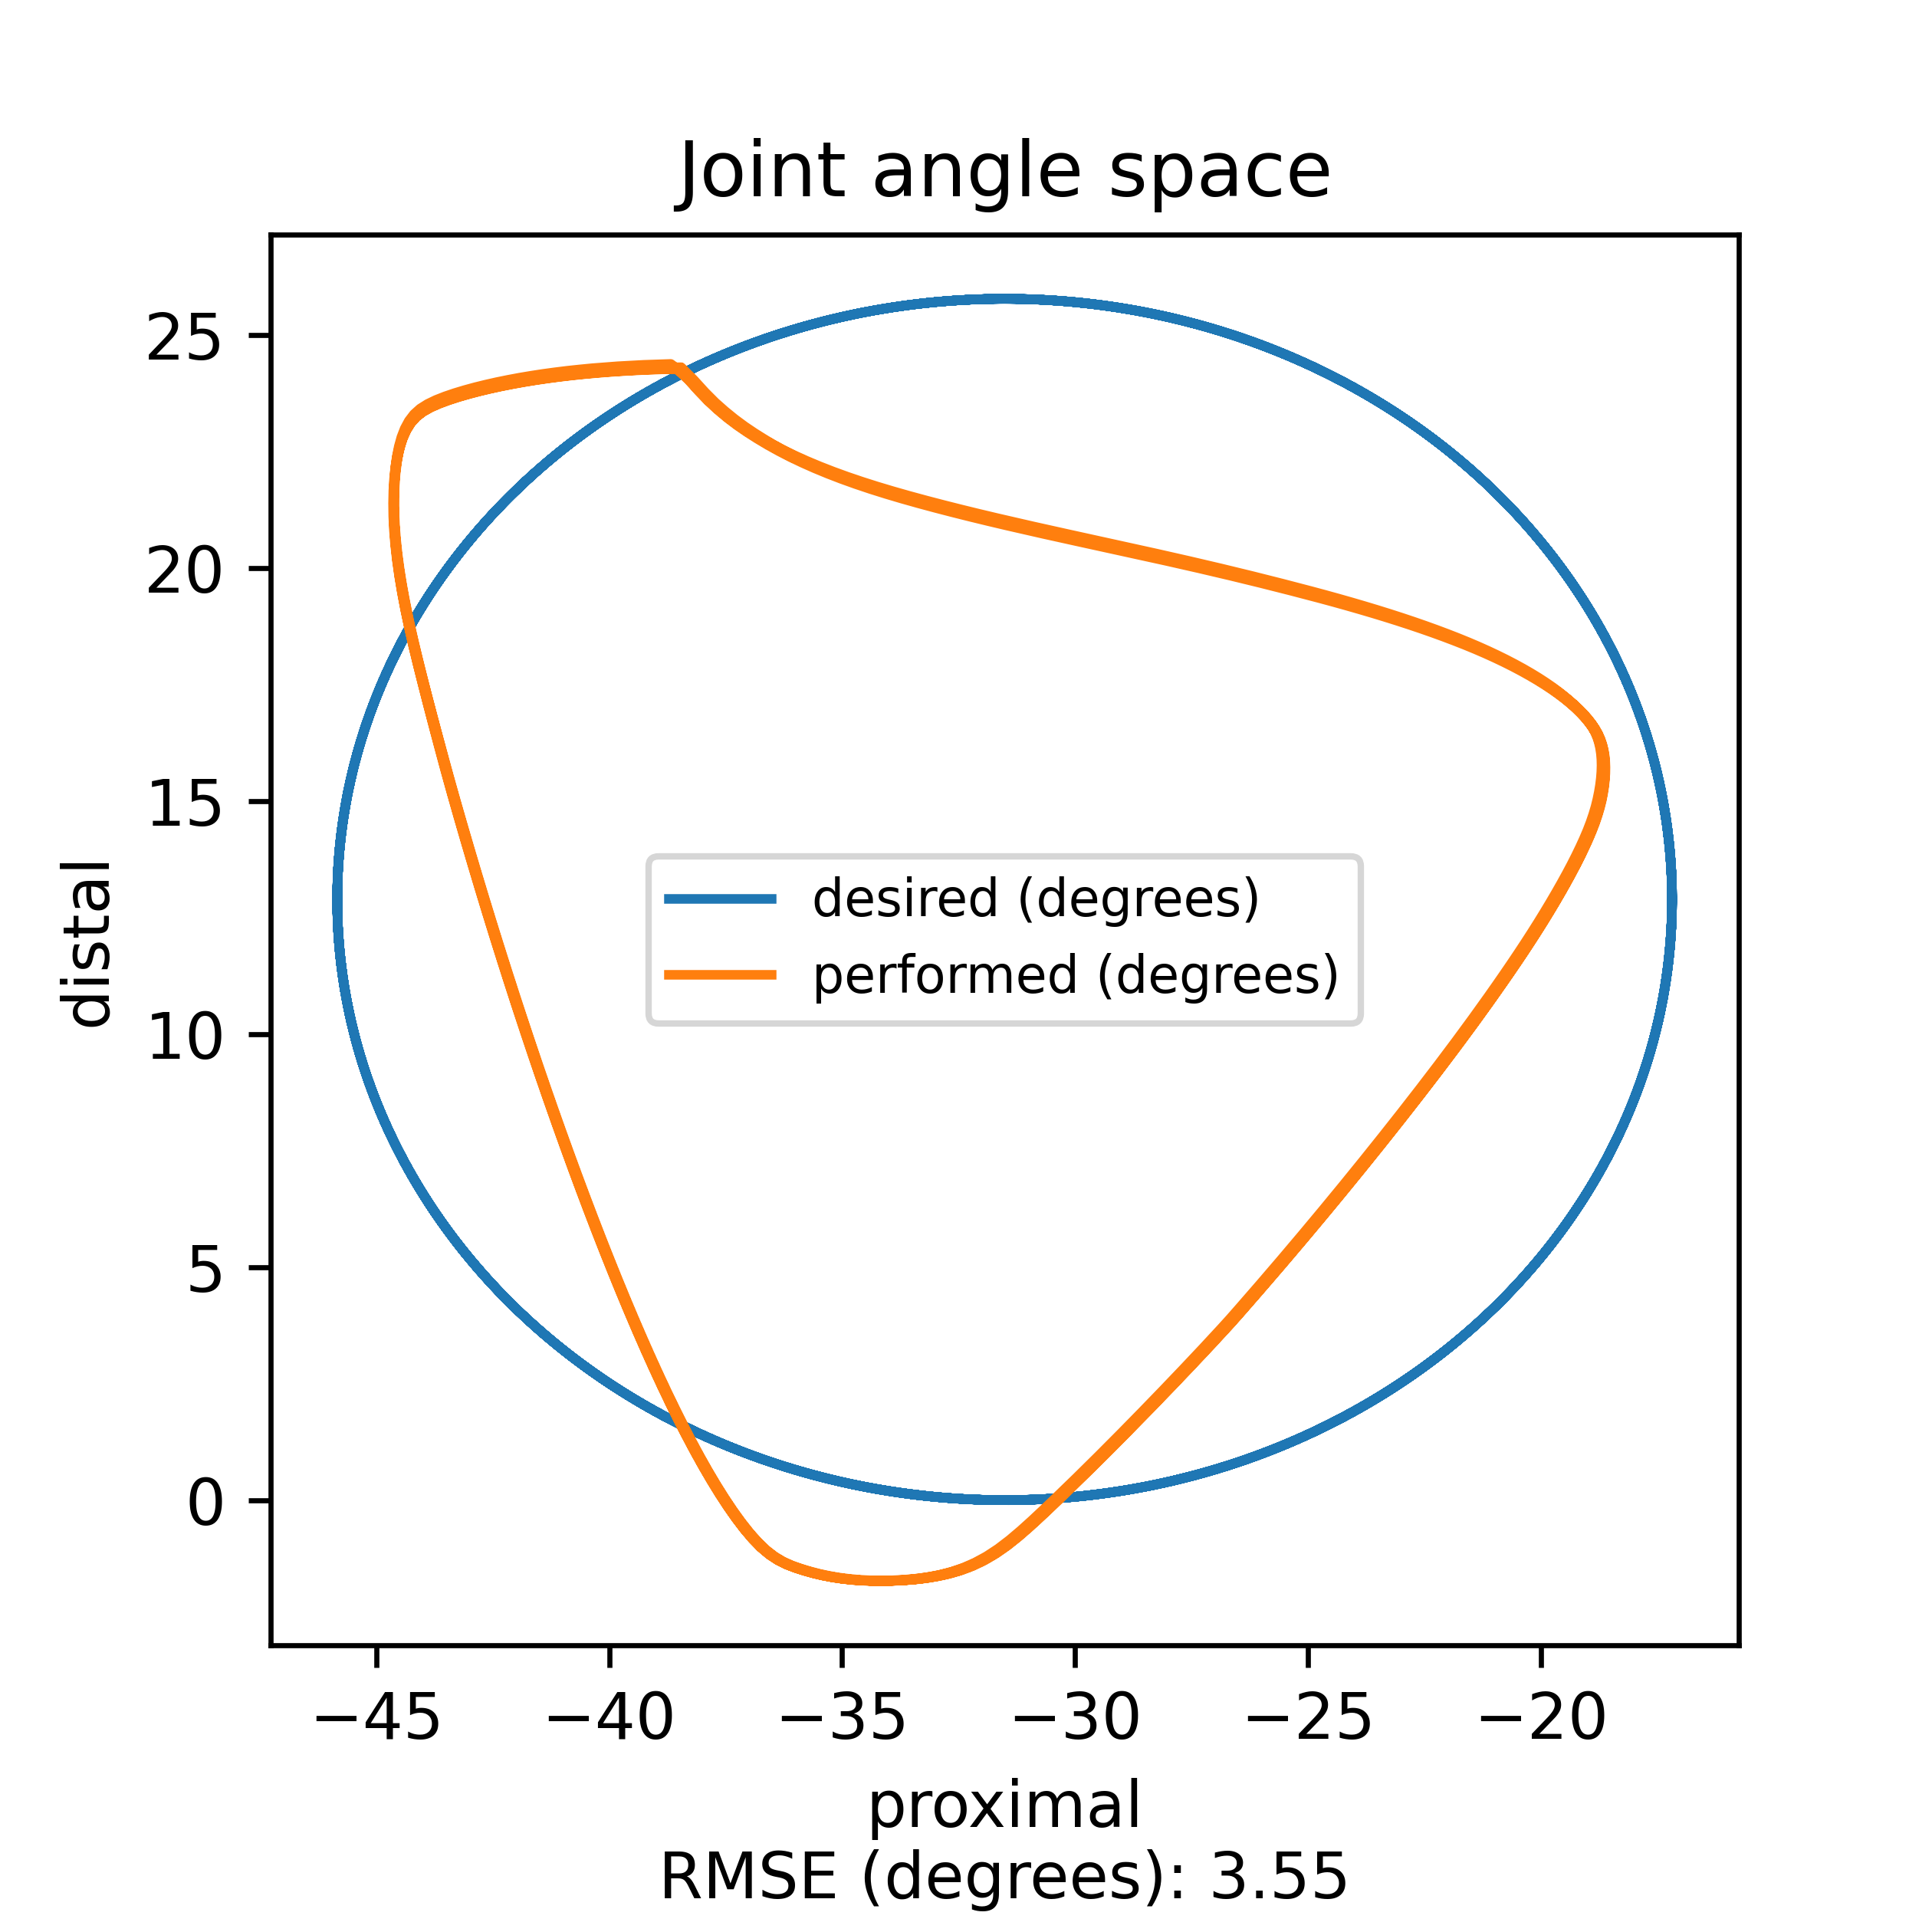 Joint angle space
25
20
15
10
5
0
distal
desired (degrees)
performed (degrees)
−45 −40 −35 −30 −25 −20
proximal
RMSE (degrees): 3.55